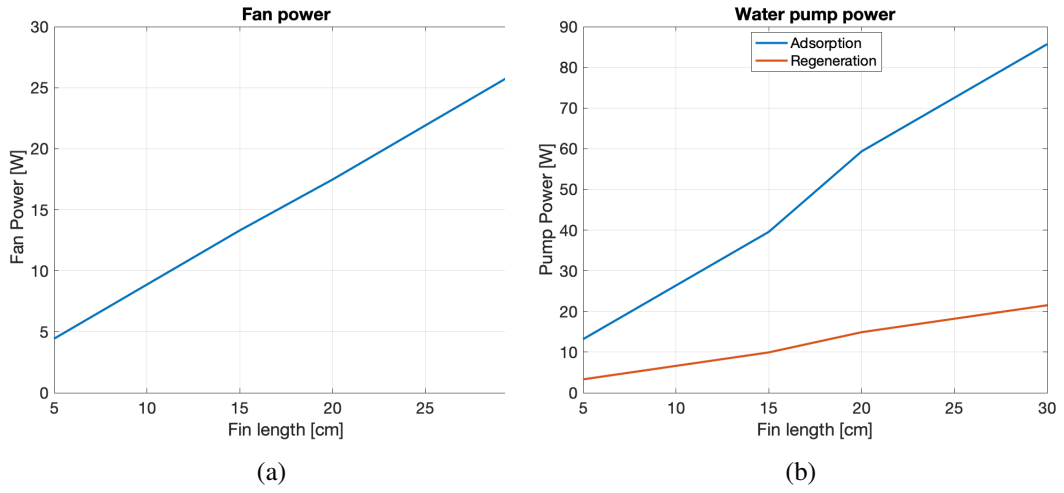 Fan power
30
25
20
15
10
5
0
Fan Power [W]
5 10 15 20 25
Fin length [cm]
(a)
Water pump power
Adsorption
Regeneration
90
80
70
60
50
40
30
20
10
0
Pump Power [W]
5 10 15 20 25 30
Fin length [cm]
(b)